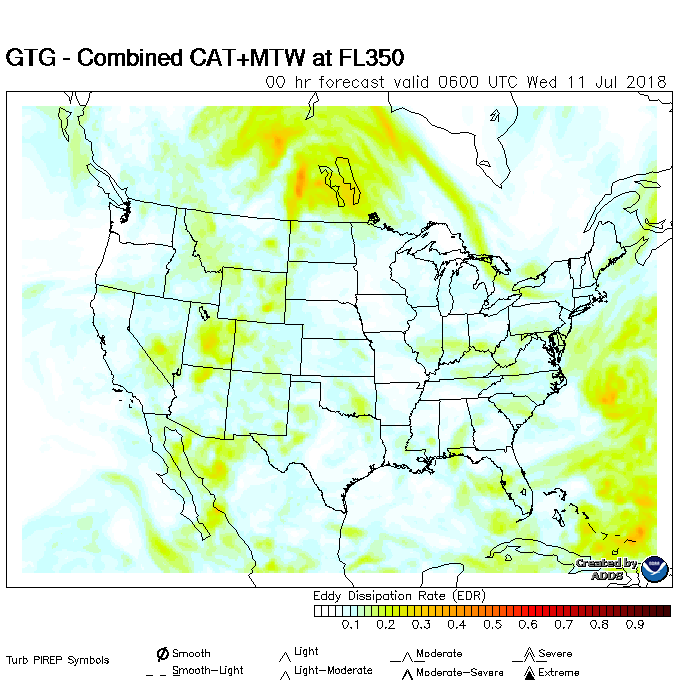 GTG - Combined CAT+MTW at FL350
00 hr forecast valid 0600 UTC Wed 11 Jul 2018
Created by
ADDS
Eddy Dissipation Rate (EDR)
0.1 0.2 0.3 0.4 0.5 0.6 0.7 0.8 0.9
Turb PIREP Symbols
Smooth Light Moderate Severe
Smooth-Light Light-Moderate Moderate-Severe Extreme